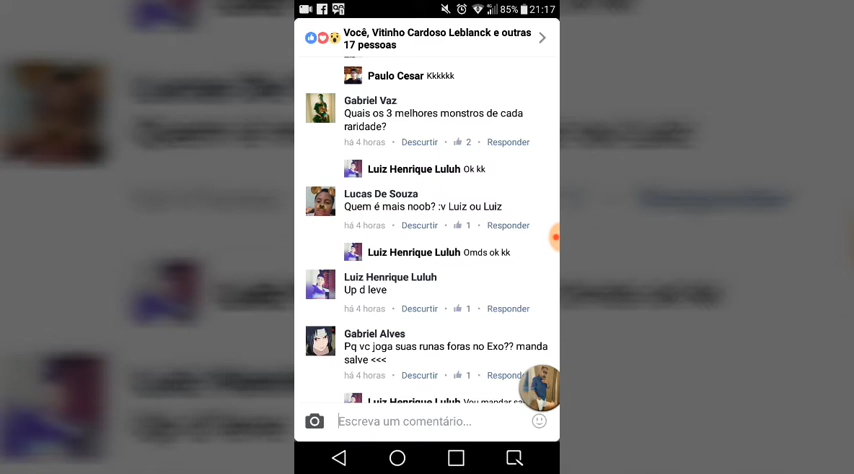 85% 21:17
Você, Vitinho Cardoso Leblanck e outras
17 pessoas
Paulo Cesar Kkkkkk
Gabriel Vaz
Quais os 3 melhores monstros de cada
raridade?
há 4 horas • Descurtir • 2 • Responder
Luiz Henrique Luluh Ok kk
Lucas De Souza
Quem é mais noob? :v Luiz ou Luiz
há 4 horas • Descurtir • 1 • Responder
Luiz Henrique Luluh Omds ok kk
Luiz Henrique Luluh
Up d leve
há 4 horas • Descurtir • 1 • Responder
Gabriel Alves
Pq vc joga suas runas foras no Exo?? manda
salve <<<
há 4 horas • Descurtir • 1 •
Luiz Henrique Luluh Vou mandar
Escreva um comentário...